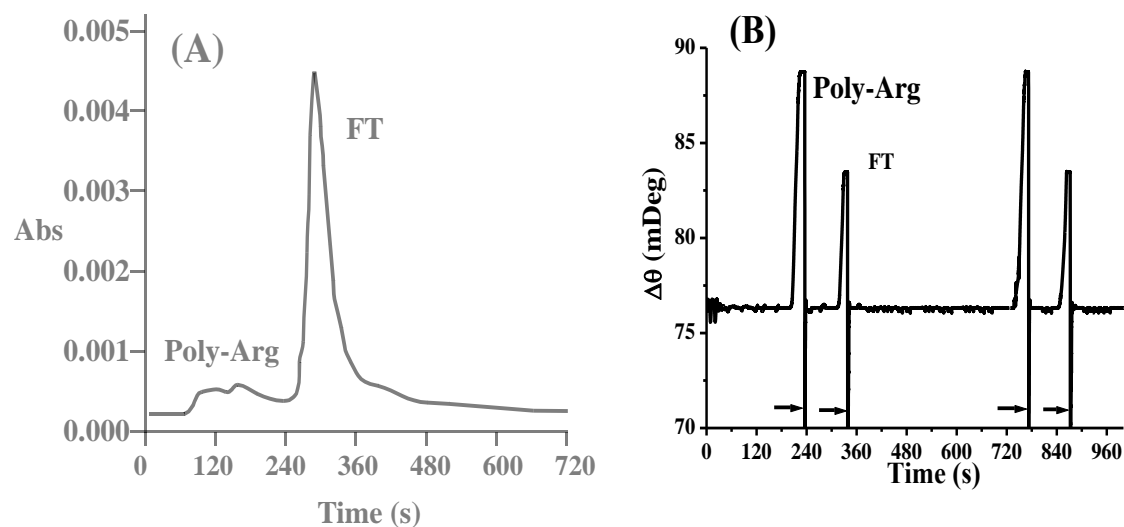 (A)
0.005
0.004
0.003
0.002
0.001
0.000
Abs
FT
Poly-Arg
0 120 240 360 480 600 720
Time (s)
(B)
90
85
80
75
70
Δθ (mDeg)
Poly-Arg
FT
0 120 240 360 480 600 720 840 960
Time (s)